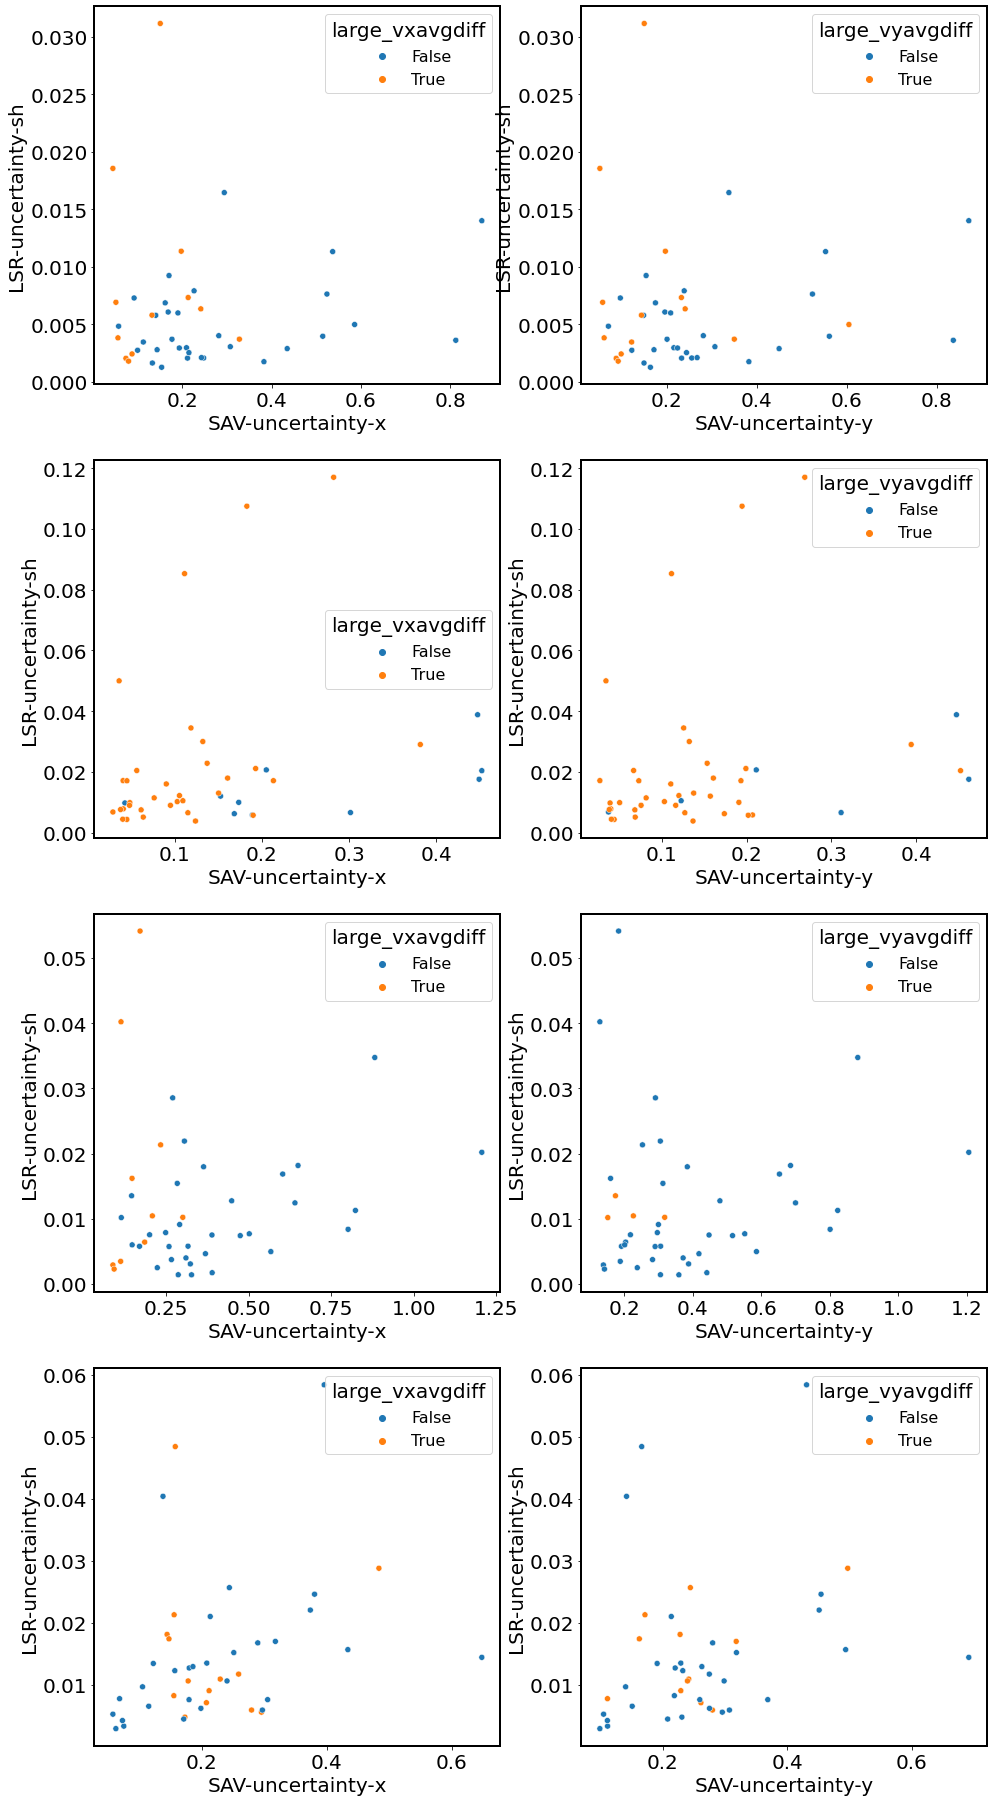 large_vxavgdiff
False
True
0.030
0.025
0.020
0.015
0.010
0.005
0.000
LSR-uncertainty-sh
0.2 0.4 0.6 0.8
SAV-uncertainty-x
large_vyavgdiff
False
True
0.030
0.025
0.020
0.015
0.010
0.005
0.000
LSR-uncertainty-sh
0.2 0.4 0.6 0.8
SAV-uncertainty-y
0.12
0.10
0.08
0.06
0.04
0.02
0.00
LSR-uncertainty-sh
large_vxavgdiff
False
True
0.1 0.2 0.3 0.4
SAV-uncertainty-x
large_vyavgdiff
False
True
0.12
0.10
0.08
0.06
0.04
0.02
0.00
LSR-uncertainty-sh
0.1 0.2 0.3 0.4
SAV-uncertainty-y
large_vxavgdiff
False
True
0.05
0.04
0.03
0.02
0.01
0.00
LSR-uncertainty-sh
0.25 0.50 0.75 1.00 1.25
SAV-uncertainty-x
large_vyavgdiff
False
True
0.05
0.04
0.03
0.02
0.01
0.00
LSR-uncertainty-sh
0.2 0.4 0.6 0.8 1.0 1.2
SAV-uncertainty-y
large_vxavgdiff
False
True
0.06
0.05
0.04
0.03
0.02
0.01
LSR-uncertainty-sh
0.2 0.4 0.6
SAV-uncertainty-x
large_vyavgdiff
False
True
0.06
0.05
0.04
0.03
0.02
0.01
LSR-uncertainty-sh
0.2 0.4 0.6
SAV-uncertainty-y